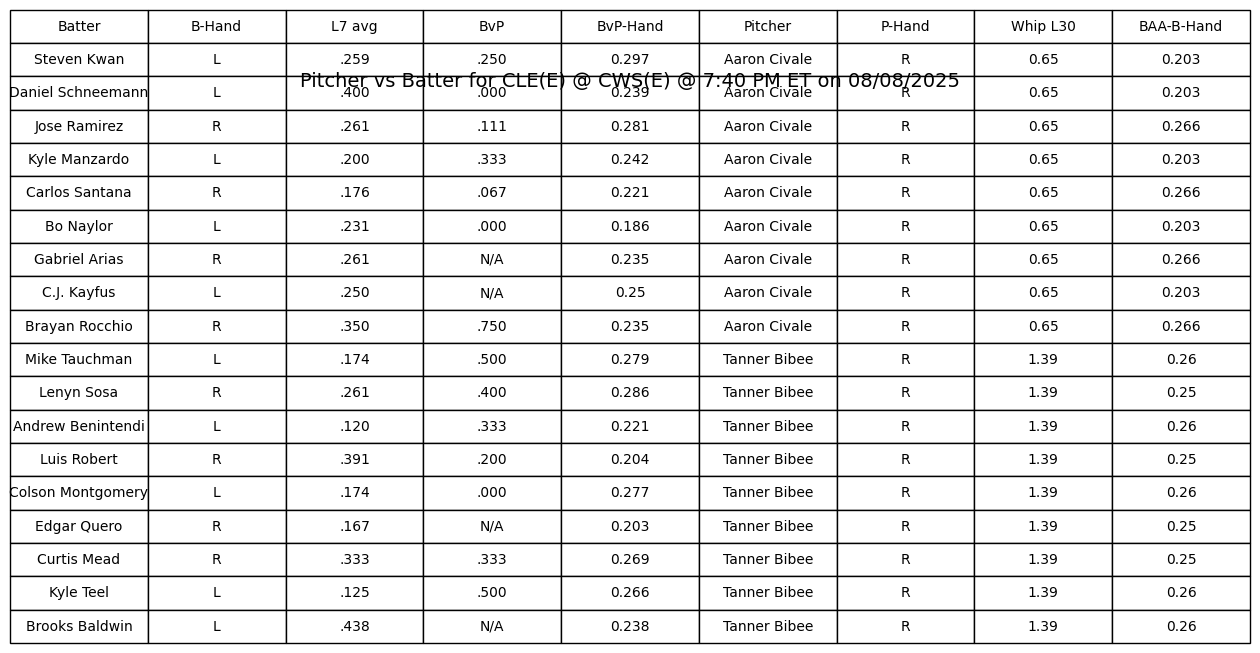 Batter B-Hand L7 avg BvP BvP-Hand Pitcher P-Hand Whip L30 BAA-B-Hand
Steven Kwan L .259 .250 0.297 Aaron Civale R 0.65 0.203
Pitcher vs Batter for CLE(E) @ CWS(E) @ 7:40 PM ET on 08/08/2025
Daniel Schneemann L .400 .000 0.239 Aaron Civale R 0.65 0.203
Jose Ramirez R .261 .111 0.281 Aaron Civale R 0.65 0.266
Kyle Manzardo L .200 .333 0.242 Aaron Civale R 0.65 0.203
Carlos Santana R .176 .067 0.221 Aaron Civale R 0.65 0.266
Bo Naylor L .231 .000 0.186 Aaron Civale R 0.65 0.203
Gabriel Arias R .261 N/A 0.235 Aaron Civale R 0.65 0.266
C.J. Kayfus L .250 N/A 0.25 Aaron Civale R 0.65 0.203
Brayan Rocchio R .350 .750 0.235 Aaron Civale R 0.65 0.266
Mike Tauchman L .174 .500 0.279 Tanner Bibee R 1.39 0.26
Lenyn Sosa R .261 .400 0.286 Tanner Bibee R 1.39 0.25
Andrew Benintendi L .120 .333 0.221 Tanner Bibee R 1.39 0.26
Luis Robert R .391 .200 0.204 Tanner Bibee R 1.39 0.25
Colson Montgomery L .174 .000 0.277 Tanner Bibee R 1.39 0.26
Edgar Quero R .167 N/A 0.203 Tanner Bibee R 1.39 0.25
Curtis Mead R .333 .333 0.269 Tanner Bibee R 1.39 0.25
Kyle Teel L .125 .500 0.266 Tanner Bibee R 1.39 0.26
Brooks Baldwin L .438 N/A 0.238 Tanner Bibee R 1.39 0.26